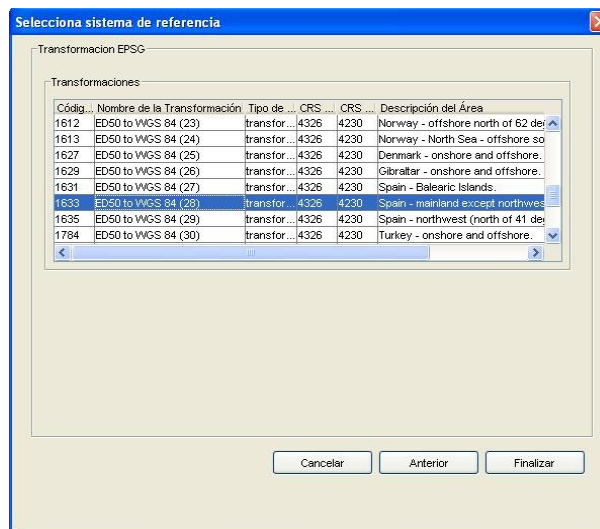 Selecciona sistema de referencia
Transformacion EPSG
Transformaciones
Códig... Nombre de la Transformación Tipo de ... CRS ... CRS ... Descripción del Área
1612 ED50 to WGS 84 (23) transfor... 4326 4230 Norway - offshore north of 62 deg
1613 ED50 to WGS 84 (24) transfor... 4326 4230 Norway - North Sea - offshore so
1627 ED50 to WGS 84 (25) transfor... 4326 4230 Denmark - onshore and offshore.
1629 ED50 to WGS 84 (26) transfor... 4326 4230 Gibraltar - onshore and offshore.
1631 ED50 to WGS 84 (27) transfor... 4326 4230 Spain - Balearic Islands.
1633 ED50 to WGS 84 (28) transfor... 4326 4230 Spain - mainland except northwes
1635 ED50 to WGS 84 (29) transfor... 4326 4230 Spain - northwest (north of 41 deg
1784 ED50 to WGS 84 (30) transfor... 4326 4230 Turkey - onshore and offshore.
Cancelar Anterior Finalizar